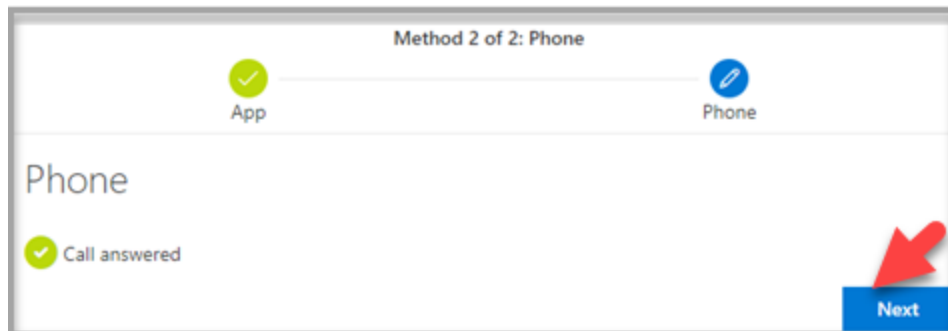 Method 2 of 2: Phone
App
Phone
Phone
Call answered
Next